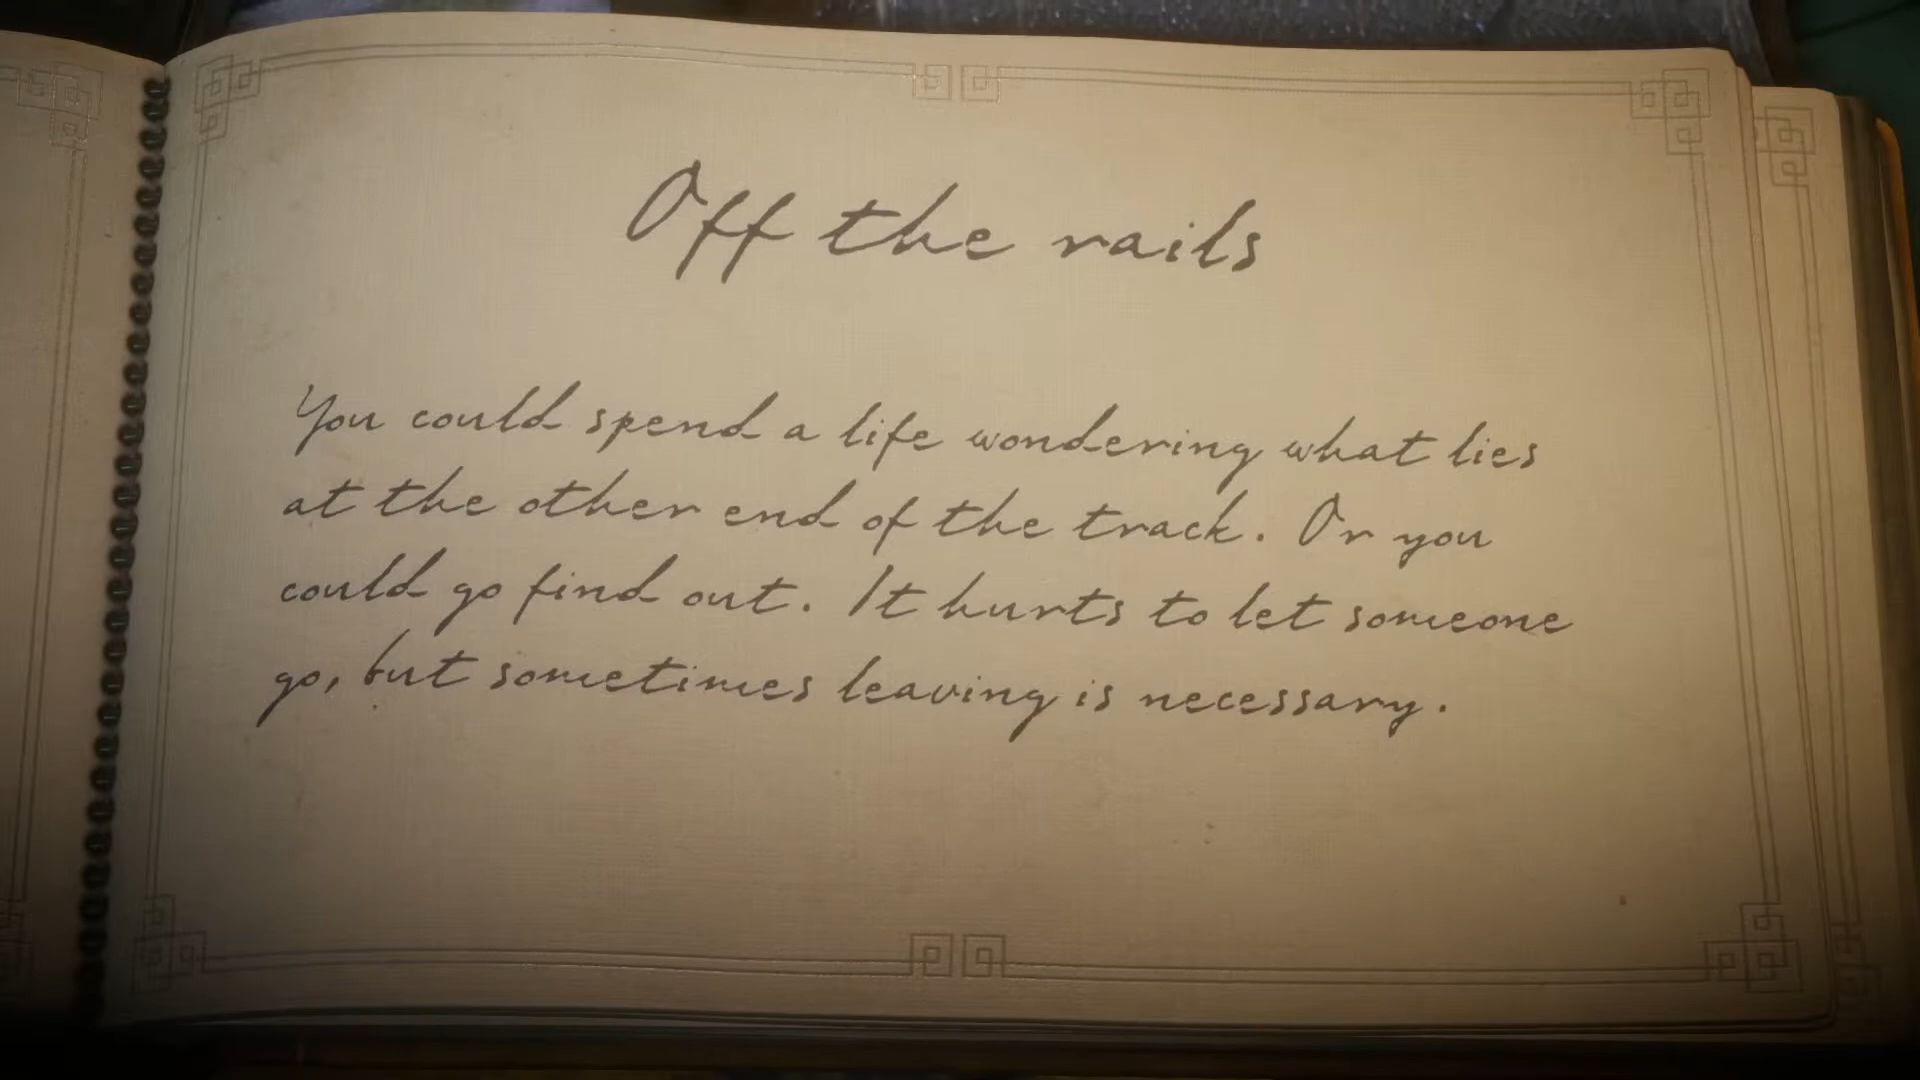 Off the rails
You could spend a life wondering what lies
at the other end of the track. Or you
could go find out. It hurts to let someone
go, but sometimes leaving is necessary.